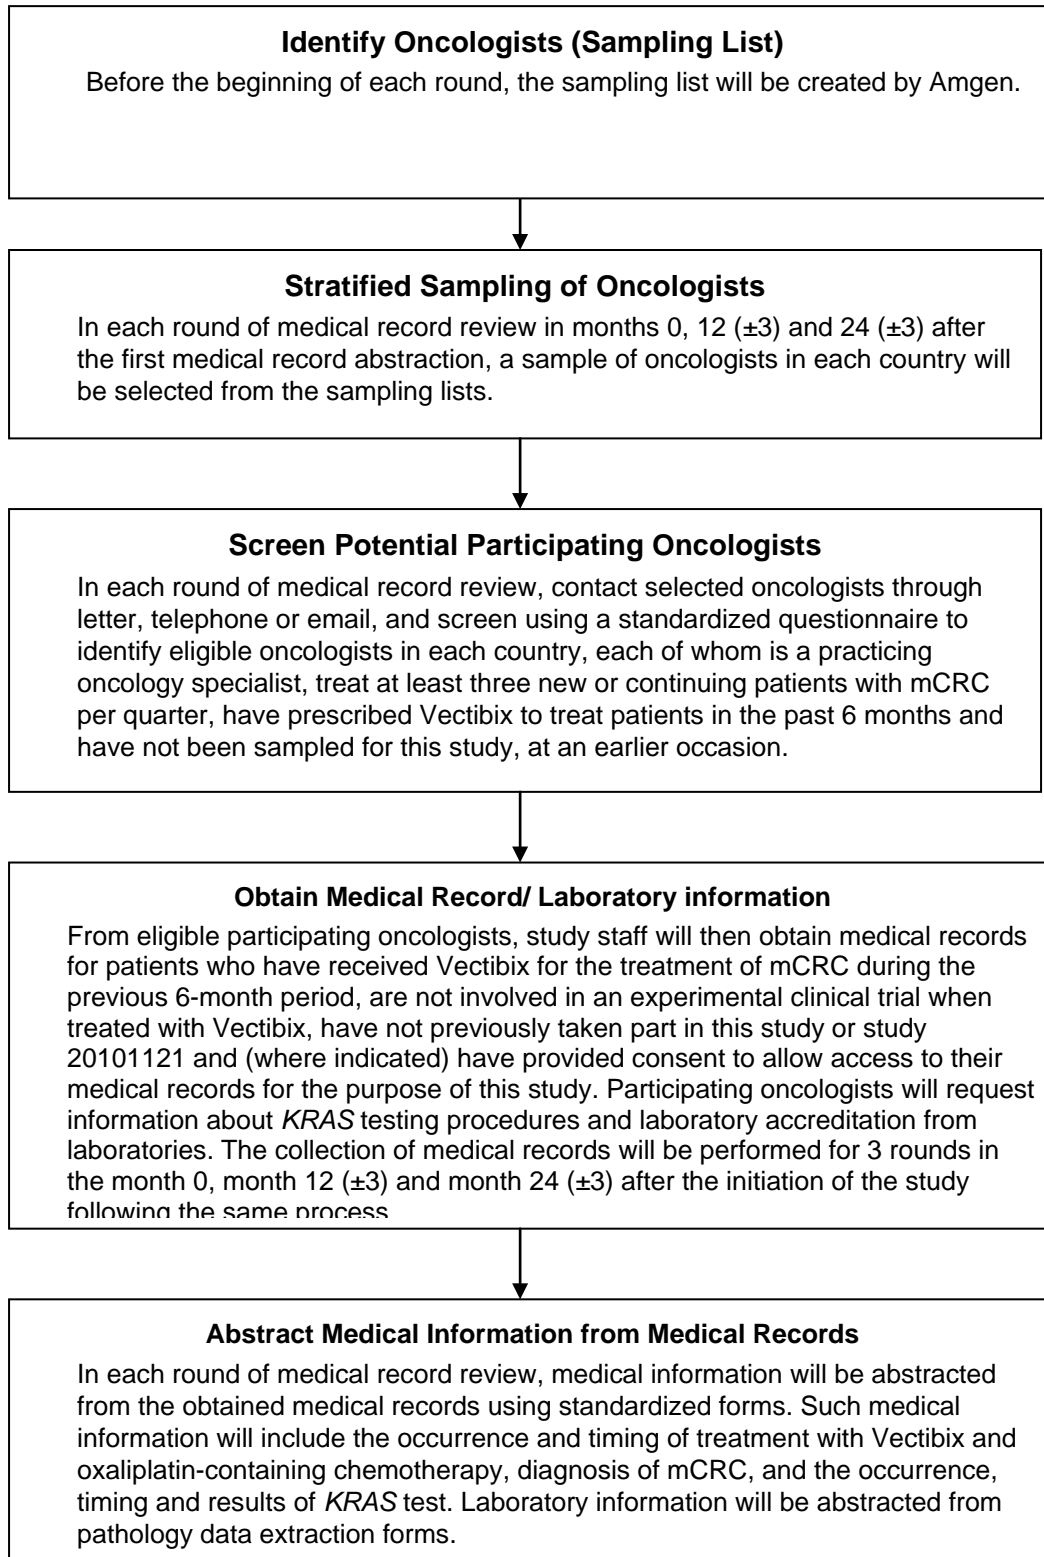 Identify Oncologists (Sampling List)
Before the beginning of each round, the sampling list will be created by Amgen.
Stratified Sampling of Oncologists
In each round of medical record review in months 0, 12 (±3) and 24 (±3) after
the first medical record abstraction, a sample of oncologists in each country will
be selected from the sampling lists.
Screen Potential Participating Oncologists
In each round of medical record review, contact selected oncologists through
letter, telephone or email, and screen using a standardized questionnaire to
identify eligible oncologists in each country, each of whom is a practicing
oncology specialist, treat at least three new or continuing patients with mCRC
per quarter, have prescribed Vectibix to treat patients in the past 6 months and
have not been sampled for this study, at an earlier occasion.
Obtain Medical Record/ Laboratory information
From eligible participating oncologists, study staff will then obtain medical records
for patients who have received Vectibix for the treatment of mCRC during the
previous 6-month period, are not involved in an experimental clinical trial when
treated with Vectibix, have not previously taken part in this study or study
20101121 and (where indicated) have provided consent to allow access to their
medical records for the purpose of this study. Participating oncologists will request
information about KRAS testing procedures and laboratory accreditation from
laboratories. The collection of medical records will be performed for 3 rounds in
the month 0, month 12 (±3) and month 24 (±3) after the initiation of the study
following the same process
Abstract Medical Information from Medical Records
In each round of medical record review, medical information will be abstracted
from the obtained medical records using standardized forms. Such medical
information will include the occurrence and timing of treatment with Vectibix and
oxaliplatin-containing chemotherapy, diagnosis of mCRC, and the occurrence,
timing and results of KRAS test. Laboratory information will be abstracted from
pathology data extraction forms.